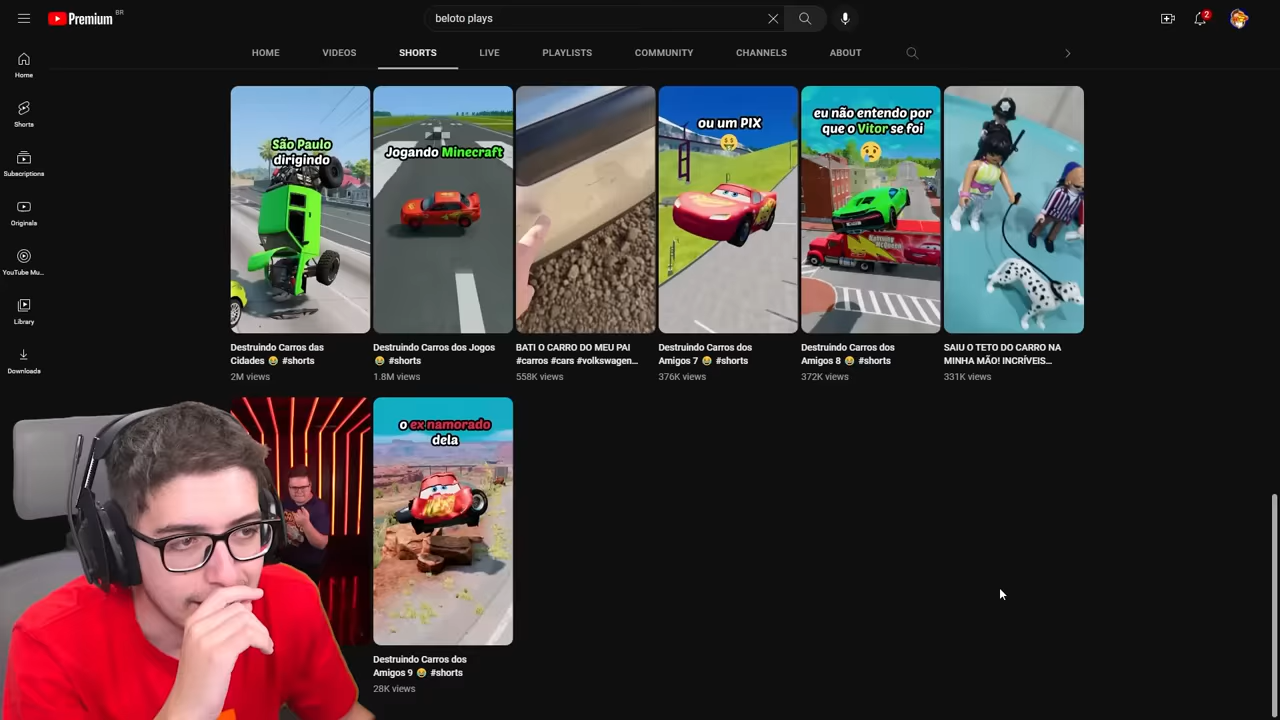 Premium BR
beloto plays
2
Home
Shorts
Subscriptions
Originals
YouTube Mu...
Library
Downloads
HOME
VIDEOS
SHORTS
LIVE
PLAYLISTS
COMMUNITY
CHANNELS
ABOUT
São Paulo
dirigindo
Jogando Minecraft
ou um PIX
eu não entendo por
que o Vitor se foi
Destruindo Carros das
Cidades 😂 #shorts
2M views
Destruindo Carros dos Jogos
😂 #shorts
1.8M views
BATI O CARRO DO MEU PAI
#carros #cars #volkswagen...
558K views
Destruindo Carros dos
Amigos 7 😂 #shorts
376K views
Destruindo Carros dos
Amigos 8 😂 #shorts
372K views
SAIU O TETO DO CARRO NA
MINHA MÃO! INCRÍVEIS...
331K views
o ex namorado
dela
Destruindo Carros dos
Amigos 9 😂 #shorts
28K views